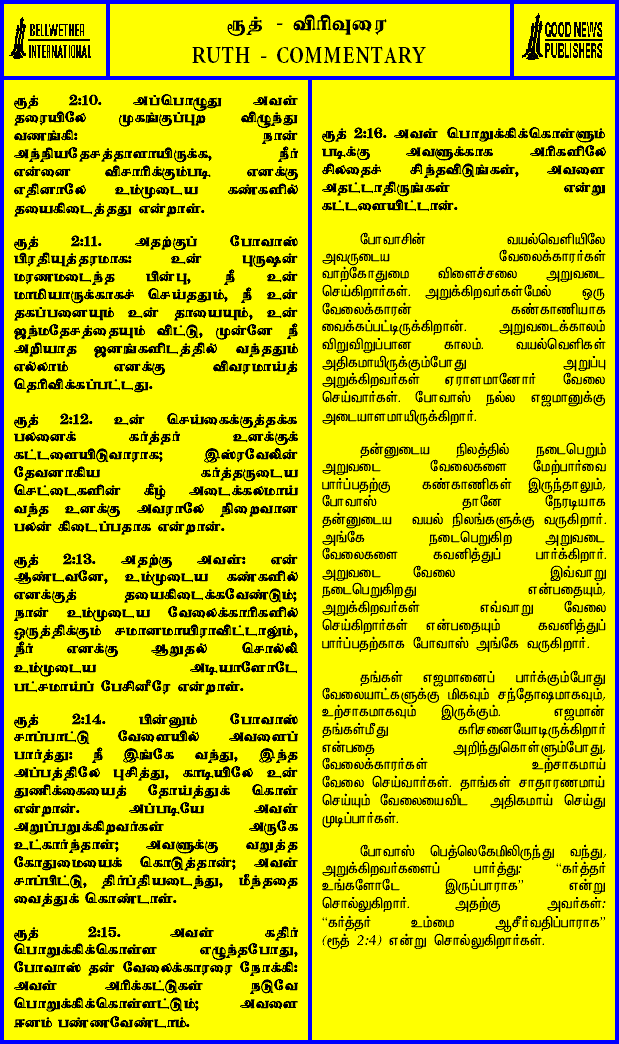 BELLWETHER
INTERNATIONAL
ரூத் - விரிவுரை
RUTH - COMMENTARY
GOOD NEWS
PUBLISHERS
ரூத் 2:10. அப்பொழுது அவள்
தரையிலே முகங்குப்புற விழுந்து
வணங்கி: நான்
அந்நியதேசத்தாளாயிருக்க, நீர்
என்னை விசாரிக்கும்படி எனக்கு
எதினாலே உம்முடைய கண்களில்
தயைகிடைத்தது என்றாள்.
ரூத் 2:11. அதற்குப் போவாஸ்
பிரதியுத்தரமாக: உன் புருஷன்
மரணமடைந்த பின்பு, நீ உன்
மாமியாருக்காகச் செய்ததும், நீ உன்
தகப்பனையும் உன் தாயையும், உன்
ஜந்மதேசத்தையும் விட்டு, முன்னே நீ
அறியாத ஜனங்களிடத்தில் வந்ததும்
எல்லாம் எனக்கு விவரமாய்த்
தெரிவிக்கப்பட்டது.
ரூத் 2:12. உன் செய்கைக்குத்தக்க
பலனைக் கர்த்தர் உனக்குக்
கட்டளையிடுவாராக; இஸ்ரவேலின்
தேவனாகிய கர்த்தருடைய
செட்டைகளின் கீழ் அடைக்கலமாய்
வந்த உனக்கு அவராலே நிறைவான
பலன் கிடைப்பதாக என்றான்.
ரூத் 2:13. அதற்கு அவள்: என்
ஆண்டவனே, உம்முடைய கண்களில்
எனக்குத் தயைகிடைக்கவேண்டும்;
நான் உம்முடைய வேலைக்காரிகளில்
ஒருத்திக்கும் சமானமாயிராவிட்டாலும்,
நீர் எனக்கு ஆறுதல் சொல்லி
உம்முடைய அடியாளோடே
பட்சமாய்ப் பேசினீரே என்றாள்.
ரூத் 2:14. பின்னும் போவாஸ்
சாப்பாட்டு வேளையில் அவளைப்
பார்த்து: நீ இங்கே வந்து, இந்த
அப்பத்திலே புசித்து, காடியிலே உன்
துணிக்கையைத் தோய்த்துக் கொள்
என்றான். அப்படியே அவள்
அறுப்பறுக்கிறவர்கள் அருகே
உட்கார்ந்தாள்; அவளுக்கு வறுத்த
கோதுமையைக் கொடுத்தான்; அவள்
சாப்பிட்டு, திர்ப்தியடைந்து, மீந்ததை
வைத்துக் கொண்டாள்.
ரூத் 2:15. அவள் கதிர்
பொறுக்கிக்கொள்ள எழுந்தபோது,
போவாஸ் தன் வேலைக்காரரை நோக்கி:
அவள் அரிக்கட்டுகள் நடுவே
பொறுக்கிக்கொள்ளட்டும்; அவளை
ஈனம் பண்ணவேண்டாம்.
ரூத் 2:16. அவள் பொறுக்கிக்கொள்ளும்
படிக்கு அவளுக்காக அரிகளிலே
சிலதைச் சிந்தவிடுங்கள், அவளை
அதட்டாதிருங்கள் என்று
கட்டளையிட்டான்.
போவாசின் வயல்வெளியிலே
அவருடைய வேலைக்காரர்கள்
வாற்கோதுமை விளைச்சலை அறுவடை
செய்கிறார்கள். அறுக்கிறவர்கள்மேல் ஒரு
வேலைக்காரன் கண்காணியாக
வைக்கப்பட்டிருக்கிறான். அறுவடைக்காலம்
விறுவிறுப்பான காலம். வயல்வெளிகள்
அதிகமாயிருக்கும்போது அறுப்பு
அறுக்கிறவர்கள் ஏராளமானோர் வேலை
செய்வார்கள். போவாஸ் நல்ல எஜமானுக்கு
அடையாளமாயிருக்கிறார்.
தன்னுடைய நிலத்தில் நடைபெறும்
அறுவடை வேலைகளை மேற்பார்வை
பார்ப்பதற்கு கண்காணிகள் இருந்தாலும்,
போவாஸ் தானே நேரடியாக
தன்னுடைய வயல் நிலங்களுக்கு வருகிறார்.
அங்கே நடைபெறுகிற அறுவடை
வேலைகளை கவனித்துப் பார்க்கிறார்.
அறுவடை வேலை இவ்வாறு
நடைபெறுகிறது என்பதையும்,
அறுக்கிறவர்கள் எவ்வாறு வேலை
செய்கிறார்கள் என்பதையும் கவனித்துப்
பார்ப்பதற்காக போவாஸ் அங்கே வருகிறார்.
தங்கள் எஜமானைப் பார்க்கும்போது
வேலையாட்களுக்கு மிகவும் சந்தோஷமாகவும்,
உற்சாகமாகவும் இருக்கும். எஜமான்
தங்கள்மீது கரிசனையோடிருக்கிறார்
என்பதை அறிந்துகொள்ளும்போது,
வேலைக்காரர்கள் உற்சாகமாய்
வேலை செய்வார்கள். தாங்கள் சாதாரணமாய்
செய்யும் வேலையைவிட அதிகமாய் செய்து
முடிப்பார்கள்.
போவாஸ் பெத்லெகேமிலிருந்து வந்து,
அறுக்கிறவர்களைப் பார்த்து: “கர்த்தர்
உங்களோடே இருப்பாராக” என்று
சொல்லுகிறார். அதற்கு அவர்கள்:
“கர்த்தர் உம்மை ஆசீர்வதிப்பாராக”
(ரூத் 2:4) என்று சொல்லுகிறார்கள்.